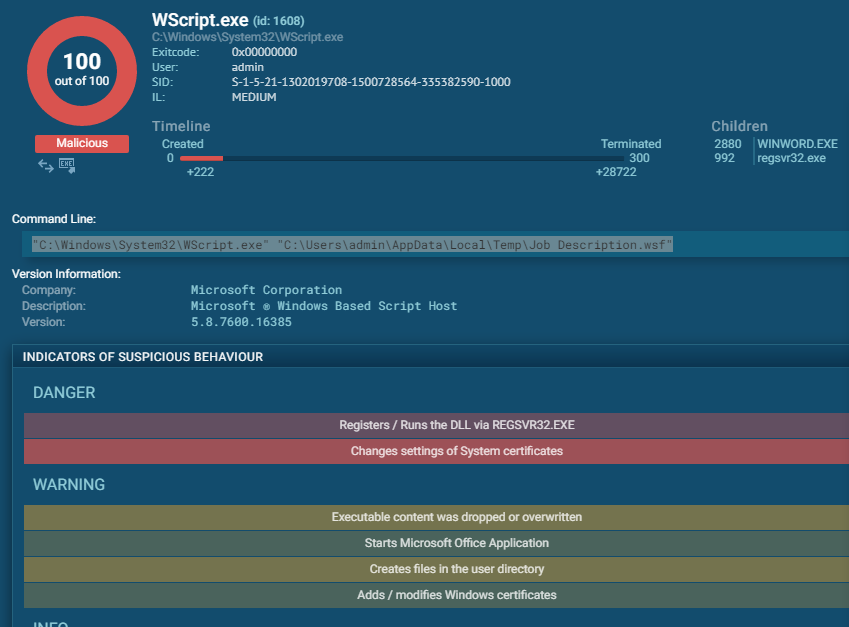 WScript.exe (id: 1608)
C:\Windows\System32\WScript.exe
100
out of 100
Malicious
EXE
Exitcode: 0x00000000
User: admin
SID: S-1-5-21-1302019708-1500728564-335382590-1000
IL: MEDIUM
Timeline
Created Terminated
0 300
+222 +28722
Children
2880 WINWORD.EXE
992 regsvr32.exe
Command Line:
"C:\Windows\System32\WScript.exe" "C:\Users\admin\AppData\Local\Temp\Job Description.wsf"
Version Information:
Company: Microsoft Corporation
Description: Microsoft ® Windows Based Script Host
Version: 5.8.7600.16385
INDICATORS OF SUSPICIOUS BEHAVIOUR
DANGER
Registers / Runs the DLL via REGSVR32.EXE
Changes settings of System certificates
WARNING
Executable content was dropped or overwritten
Starts Microsoft Office Application
Creates files in the user directory
Adds / modifies Windows certificates
INFO